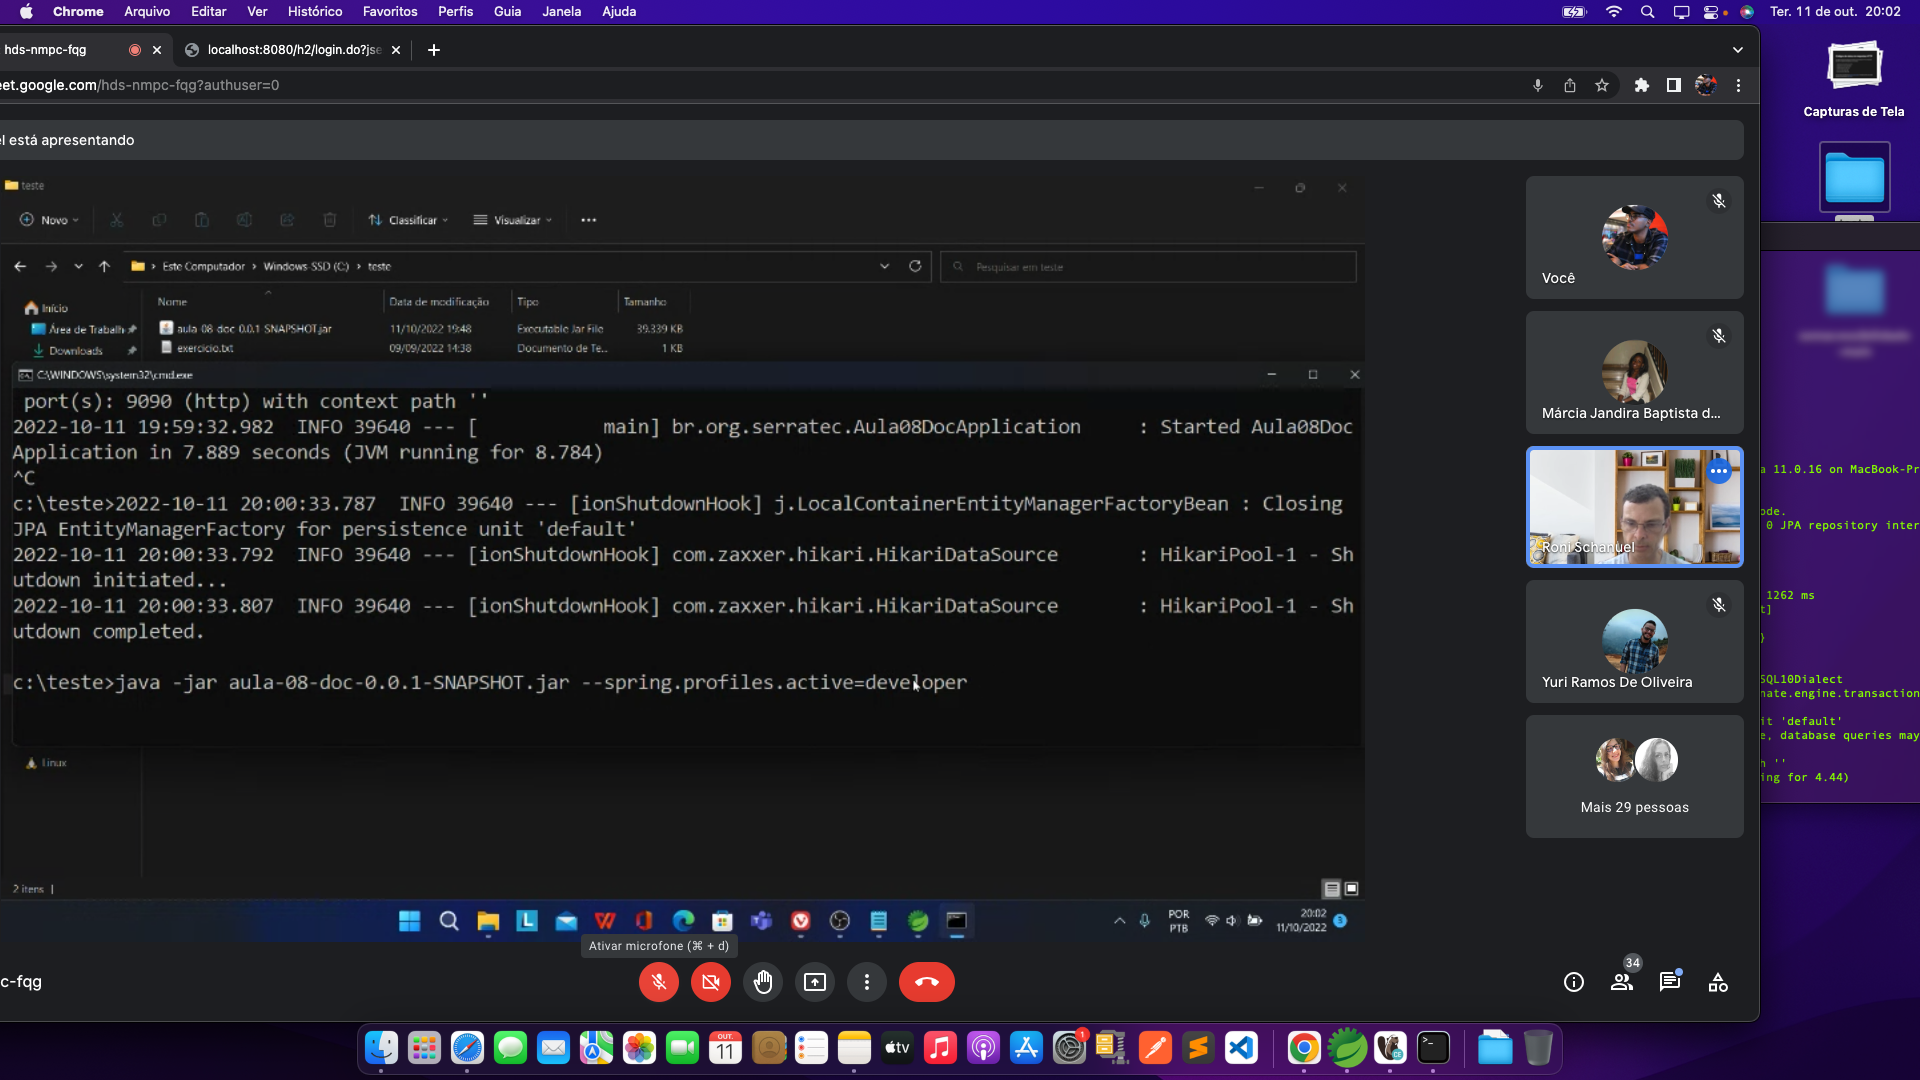 Chrome Arquivo Editar Ver Histórico Favoritos Perfis Guia Janela Ajuda Ter. 11 de out. 20:02
hds-nmpc-fqg localhost:8080/h2/login.do?jse
eet.google.com/hds-nmpc-fqg?authuser=0
Capturas de Tela
el está apresentando
teste
Novo Classificar Visualizar
Este Computador Windows-SSD (C:) teste Pesquisar em teste
Início Nome Data de modificação Tipo Tamanho
Área de Trabalh aula-08-doc-0.0.1-SNAPSHOT.jar 11/10/2022 19:48 Executable Jar File 39.339 KB
Downloads exercicio.txt 09/09/2022 14:38 Documento de Te... 1 KB
C:\WINDOWS\system32\cmd.exe
port(s): 9090 (http) with context path ''
2022-10-11 19:59:32.982 INFO 39640 --- [ main] br.org.serratec.Aula08DocApplication : Started Aula08Doc
Application in 7.889 seconds (JVM running for 8.784)
^C
c:\teste>2022-10-11 20:00:33.787 INFO 39640 --- [ionShutdownHook] j.LocalContainerEntityManagerFactoryBean : Closing
JPA EntityManagerFactory for persistence unit 'default'
2022-10-11 20:00:33.792 INFO 39640 --- [ionShutdownHook] com.zaxxer.hikari.HikariDataSource : HikariPool-1 - Sh
utdown initiated...
2022-10-11 20:00:33.807 INFO 39640 --- [ionShutdownHook] com.zaxxer.hikari.HikariDataSource : HikariPool-1 - Sh
utdown completed.
c:\teste>java -jar aula-08-doc-0.0.1-SNAPSHOT.jar --spring.profiles.active=developer
Linux
2 itens
POR
PTB
20:02
11/10/2022
3
Você
Márcia Jandira Baptista d...
Roni Schanuel
Yuri Ramos De Oliveira
Mais 29 pessoas
a 11.0.16 on MacBook-Pr
ode.
0 JPA repository inter
1262 ms
t]
}
SQL10Dialect
nate.engine.transaction
it 'default'
e, database queries may
h ''
ing for 4.44)
Ativar microfone (⌘ + d)
c-fqg
34
OUT.
11
tv
1